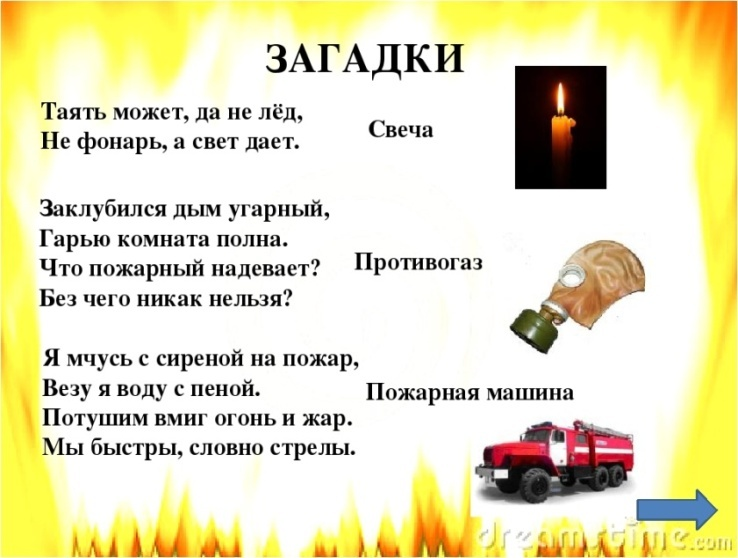 ЗАГАДКИ
Таять может, да не лёд,
Не фонарь, а свет дает.
Свеча
Заклубился дым угарный,
Гарью комната полна.
Что пожарный надевает?
Без чего никак нельзя?
Противогаз
Я мчусь с сиреной на пожар,
Везу я воду с пеной.
Потушим вмиг огонь и жар.
Мы быстры, словно стрелы.
Пожарная машина
dreamstime.com